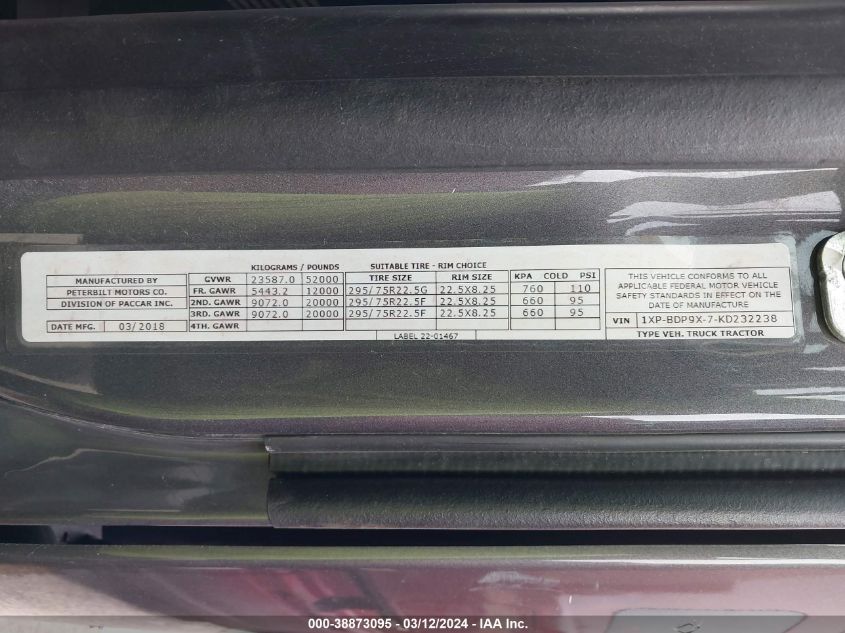 MANUFACTURED BY
PETERBILT MOTORS CO.
DIVISION OF PACCAR INC.
DATE MFG. 03/2018
KILOGRAMS / POUNDS SUITABLE TIRE - RIM CHOICE
GVWR 23587.0 52000 TIRE SIZE RIM SIZE KPA COLD PSI
FR. GAWR 5443.2 12000 295/75R22.5G 22.5X8.25 760 110
2ND. GAWR 9072.0 20000 295/75R22.5F 22.5X8.25 660 95
3RD. GAWR 9072.0 20000 295/75R22.5F 22.5X8.25 660 95
4TH. GAWR
LABEL 22-01467
THIS VEHICLE CONFORMS TO ALL
APPLICABLE FEDERAL MOTOR VEHICLE
SAFETY STANDARDS IN EFFECT ON THE
DATE OF MANUFACTURE
VIN 1XP-BDP9X-7-KD232238
TYPE VEH. TRUCK TRACTOR
000-38873095 - 03/12/2024 - IAA Inc.